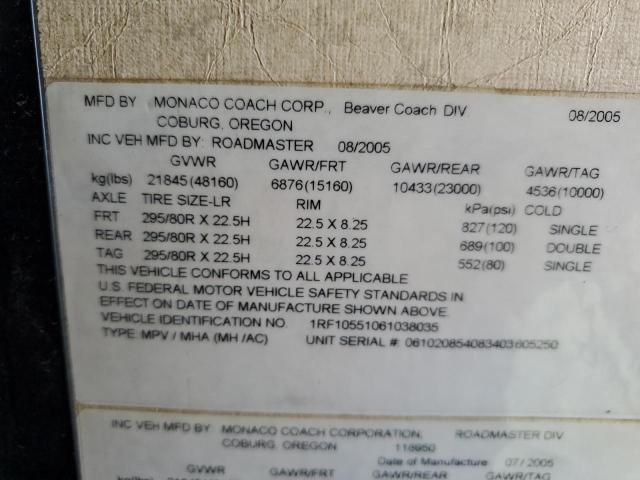 MFD BY MONACO COACH CORP., Beaver Coach DIV 08/2005
COBURG, OREGON
INC VEH MFD BY: ROADMASTER 08/2005
GVWR GAWR/FRT GAWR/REAR GAWR/TAG
kg(lbs) 21845(48160) 6876(15160) 10433(23000) 4536(10000)
AXLE TIRE SIZE-LR RIM kPa(psi) COLD
FRT 295/80R X 22.5H 22.5 X 8.25 827(120) SINGLE
REAR 295/80R X 22.5H 22.5 X 8.25 689(100) DOUBLE
TAG 295/80R X 22.5H 22.5 X 8.25 552(80) SINGLE
THIS VEHICLE CONFORMS TO ALL APPLICABLE
U.S. FEDERAL MOTOR VEHICLE SAFETY STANDARDS IN
EFFECT ON DATE OF MANUFACTURE SHOWN ABOVE.
VEHICLE IDENTIFICATION NO. 1RF10551061038035
TYPE: MPV / MHA (MH /AC) UNIT SERIAL #: 061020854083403605250
INC VEH MFD BY: MONACO COACH CORPORATION, ROADMASTER DIV
COBURG, OREGON 118950
Date of Manufacture 07/2005
GVWR GAWR/FRT GAWR/REAR GAWR/TAG
kg(lbs)